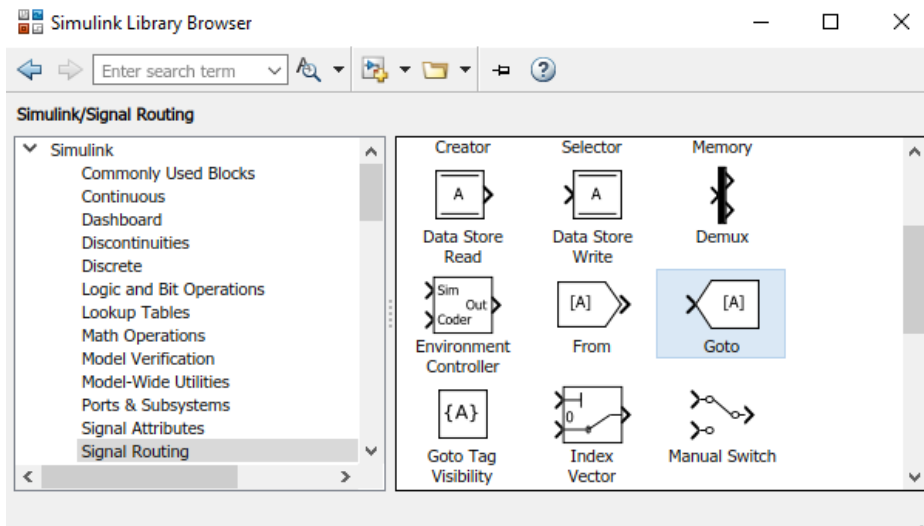 Simulink Library Browser
Enter search term
Simulink/Signal Routing
Simulink
Commonly Used Blocks
Continuous
Dashboard
Discontinuities
Discrete
Logic and Bit Operations
Lookup Tables
Math Operations
Model Verification
Model-Wide Utilities
Ports & Subsystems
Signal Attributes
Signal Routing
Creator Selector Memory
A A
Data Store Data Store Demux
Read Write
Sim
Out
Coder
[A] [A]
Environment From Goto
Controller
{A} 0
Goto Tag Index Manual Switch
Visibility Vector